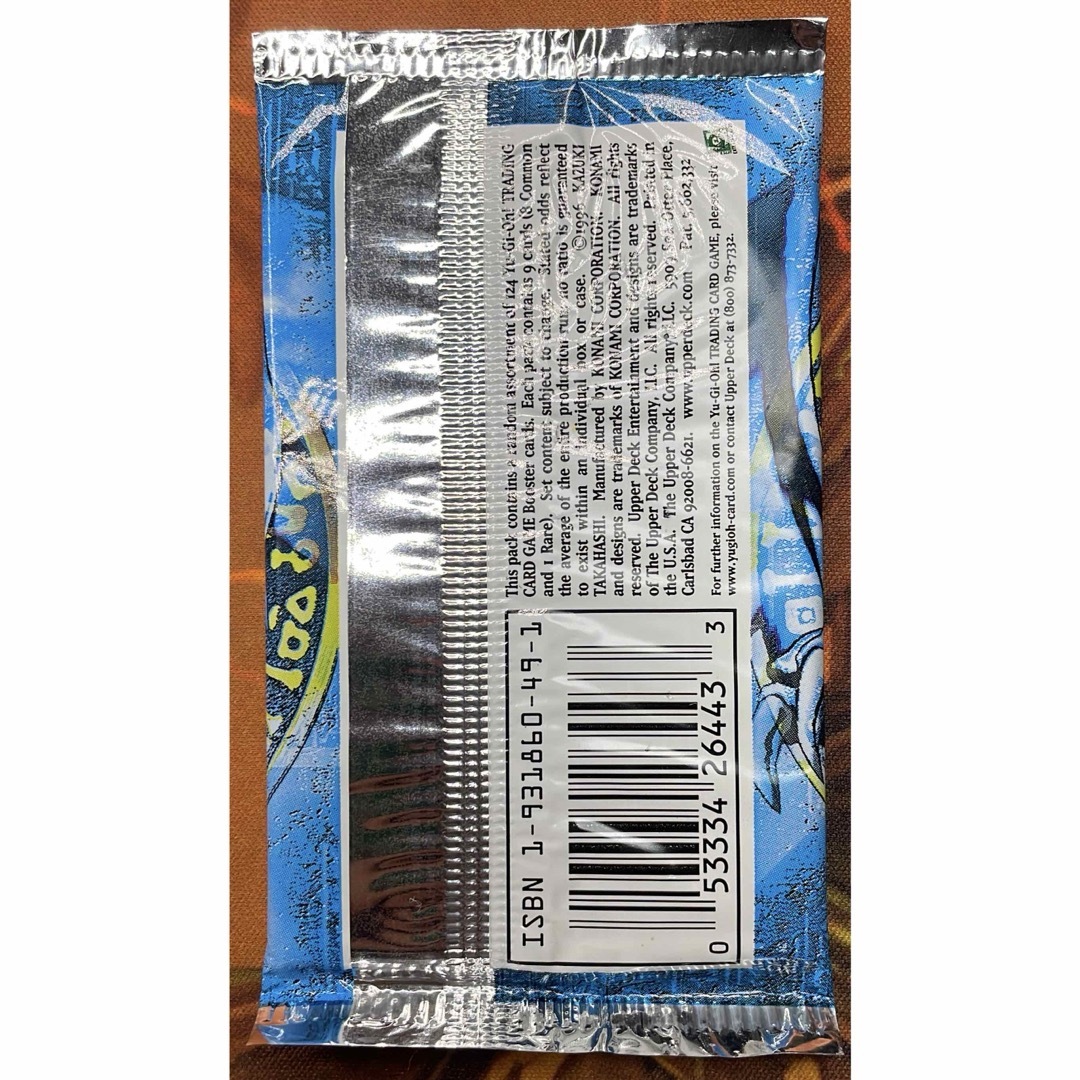 This pack contains a random assortment of 124 Yu-Gi-Oh! TRADING
CARD GAME Booster cards. Each pack contains 9 cards (8 Common
and 1 Rare). Set content subject to change. Stated odds reflect
the average of the entire production run; no ratio is guaranteed
to exist within an individual box or case. ©1996 KAZUKI
TAKAHASHI. Manufactured by KONAMI CORPORATION. KONAMI
and designs are trademarks of KONAMI CORPORATION. All rights
reserved. Upper Deck Entertainment and designs are trademarks
of The Upper Deck Company, LLC. All rights reserved. Printed in
the U.S.A. The Upper Deck Company, LLC. 5909 Sea Otter Place,
Carlsbad CA 92008-6621. www.upperdeck.com Pat. 5,662,332
For further information on the Yu-Gi-Oh! TRADING CARD GAME, please visit
www.yugioh-card.com or contact Upper Deck at (800) 873-7332.
ISBN 1-931860-49-1
0 53334 26443 3